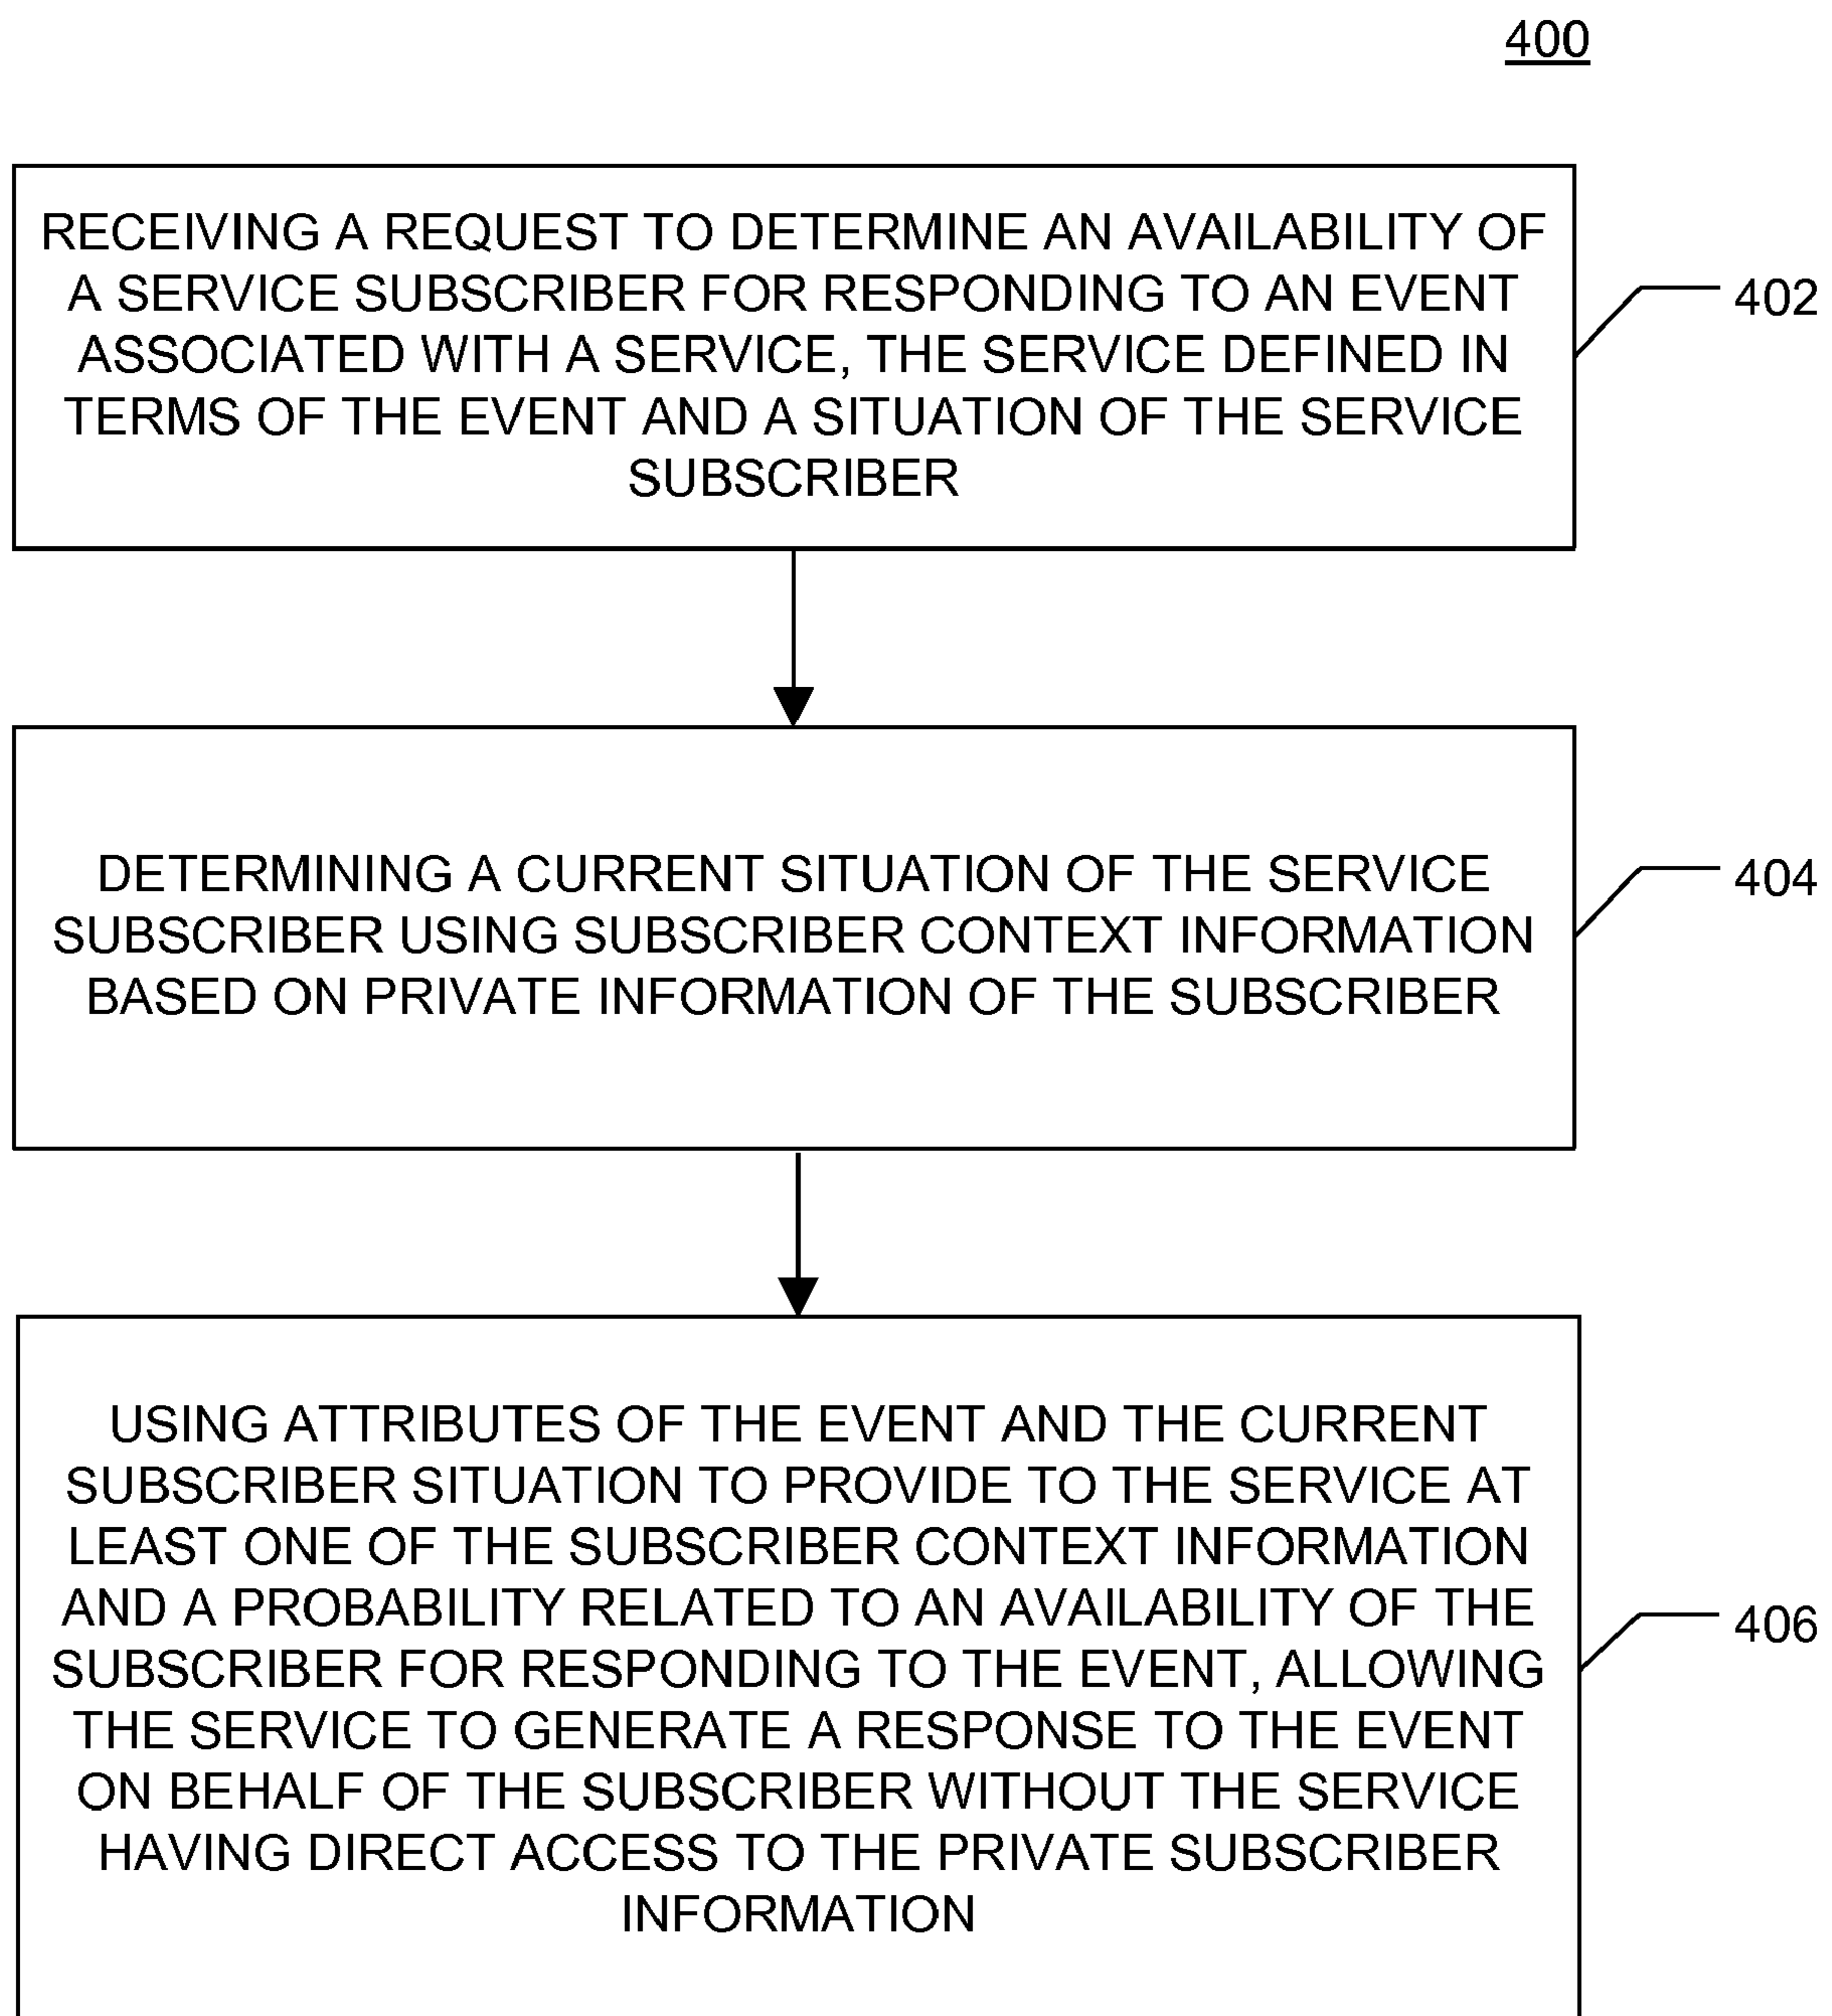 400
RECEIVING A REQUEST TO DETERMINE AN AVAILABILITY OF
A SERVICE SUBSCRIBER FOR RESPONDING TO AN EVENT
ASSOCIATED WITH A SERVICE, THE SERVICE DEFINED IN
TERMS OF THE EVENT AND A SITUATION OF THE SERVICE
SUBSCRIBER
402
DETERMINING A CURRENT SITUATION OF THE SERVICE
SUBSCRIBER USING SUBSCRIBER CONTEXT INFORMATION
BASED ON PRIVATE INFORMATION OF THE SUBSCRIBER
404
USING ATTRIBUTES OF THE EVENT AND THE CURRENT
SUBSCRIBER SITUATION TO PROVIDE TO THE SERVICE AT
LEAST ONE OF THE SUBSCRIBER CONTEXT INFORMATION
AND A PROBABILITY RELATED TO AN AVAILABILITY OF THE
SUBSCRIBER FOR RESPONDING TO THE EVENT, ALLOWING
THE SERVICE TO GENERATE A RESPONSE TO THE EVENT
ON BEHALF OF THE SUBSCRIBER WITHOUT THE SERVICE
HAVING DIRECT ACCESS TO THE PRIVATE SUBSCRIBER
INFORMATION
406